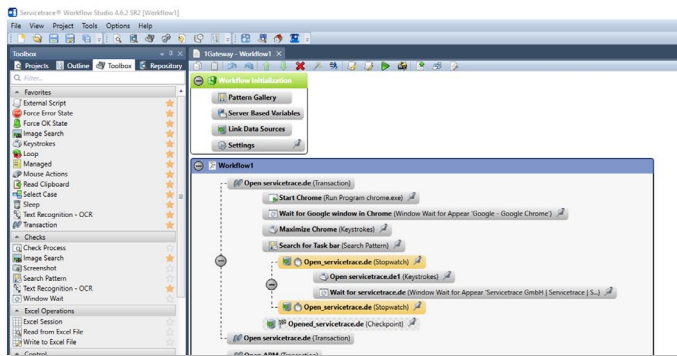 Servicetrace® Workflow Studio 4.6.2 SR2 [Workflow1]
File View Project Tools Options Help
Toolbox
1Gateway - Workflow1
Projects Outline Toolbox Repository
Filter...
Favorites
External Script
Force Error State
Force OK State
Image Search
Keystrokes
Loop
Managed
Mouse Actions
Read Clipboard
Select Case
Sleep
Text Recognition - OCR
Transaction
Checks
Check Process
Image Search
Screenshot
Search Pattern
Text Recognition - OCR
Window Wait
Excel Operations
Excel Session
Read from Excel File
Write to Excel File
Control
Workflow Initialization
Pattern Gallery
Server Based Variables
Link Data Sources
Settings
Workflow1
Open servicetrace.de (Transaction)
Start Chrome (Run Program chrome.exe)
Wait for Google window in Chrome (Window Wait for Appear 'Google - Google Chrome')
Maximize Chrome (Keystrokes)
Search for Task bar (Search Pattern)
Open_servicetrace.de (Stopwatch)
Open servicetrace.de1 (Keystrokes)
Wait for servicetrace.de (Window Wait for Appear 'Servicetrace GmbH | Servicetrace | S...)
Open_servicetrace.de (Stopwatch)
Opened_servicetrace.de (Checkpoint)
Open servicetrace.de (Transaction)
Open APM (Transaction)